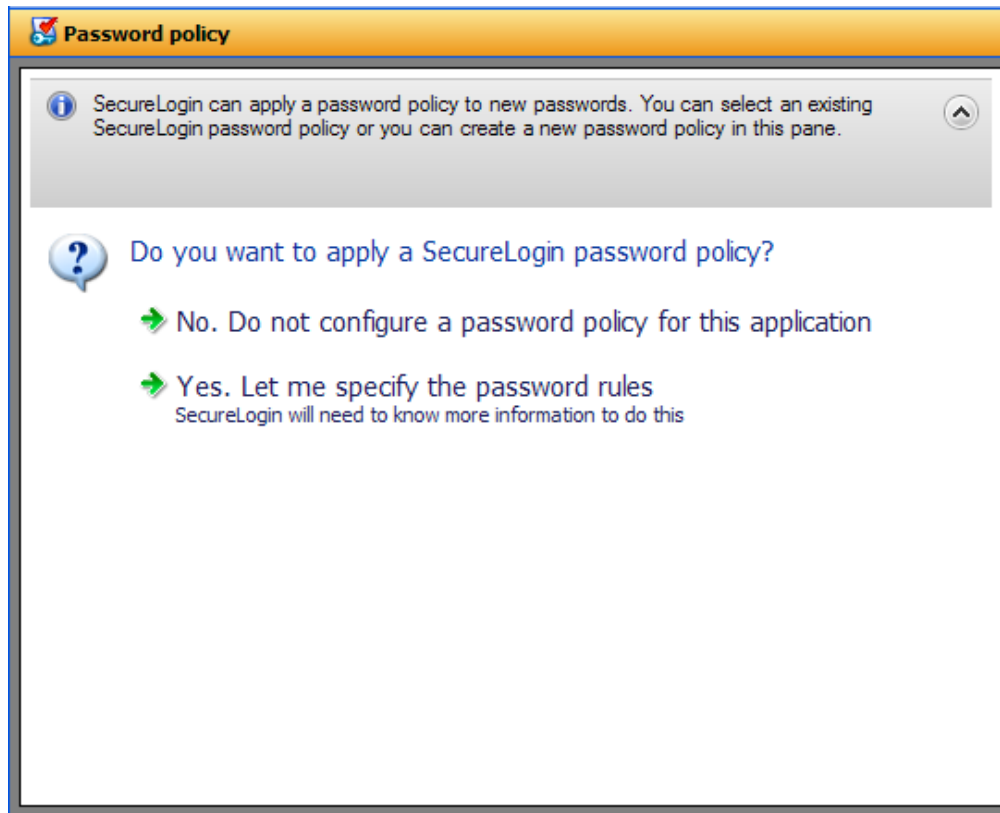 Password policy
SecureLogin can apply a password policy to new passwords. You can select an existing
SecureLogin password policy or you can create a new password policy in this pane.
Do you want to apply a SecureLogin password policy?
No. Do not configure a password policy for this application
Yes. Let me specify the password rules
SecureLogin will need to know more information to do this